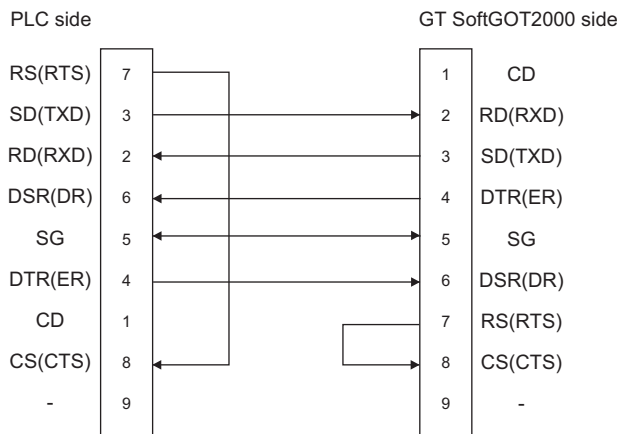 PLC side GT SoftGOT2000 side
RS(RTS) 7 1 CD
SD(TXD) 3 2 RD(RXD)
RD(RXD) 2 3 SD(TXD)
DSR(DR) 6 4 DTR(ER)
SG 5 5 SG
DTR(ER) 4 6 DSR(DR)
CD 1 7 RS(RTS)
CS(CTS) 8 8 CS(CTS)
- 9 9 -